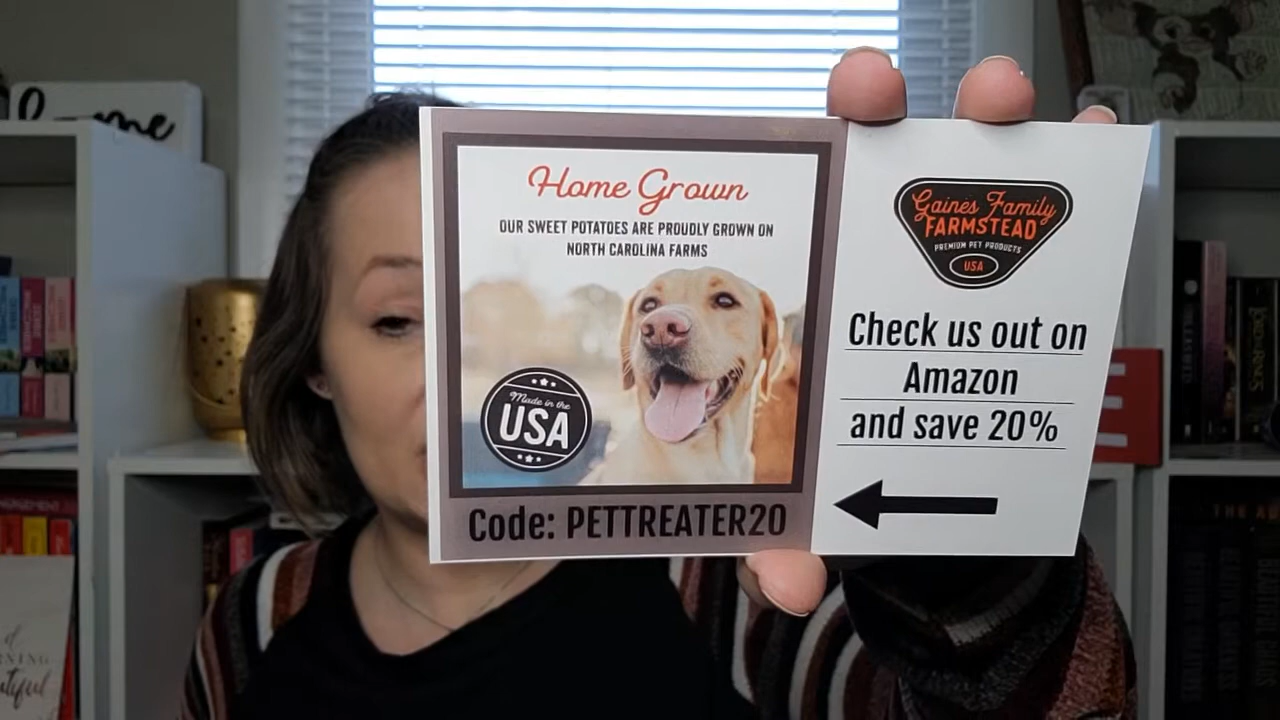 Home Grown
OUR SWEET POTATOES ARE PROUDLY GROWN ON
NORTH CAROLINA FARMS
Made in the
USA
Code: PETTREATER20
Gaines Family
FARMSTEAD
PREMIUM PET PRODUCTS
USA
Check us out on
Amazon
and save 20%